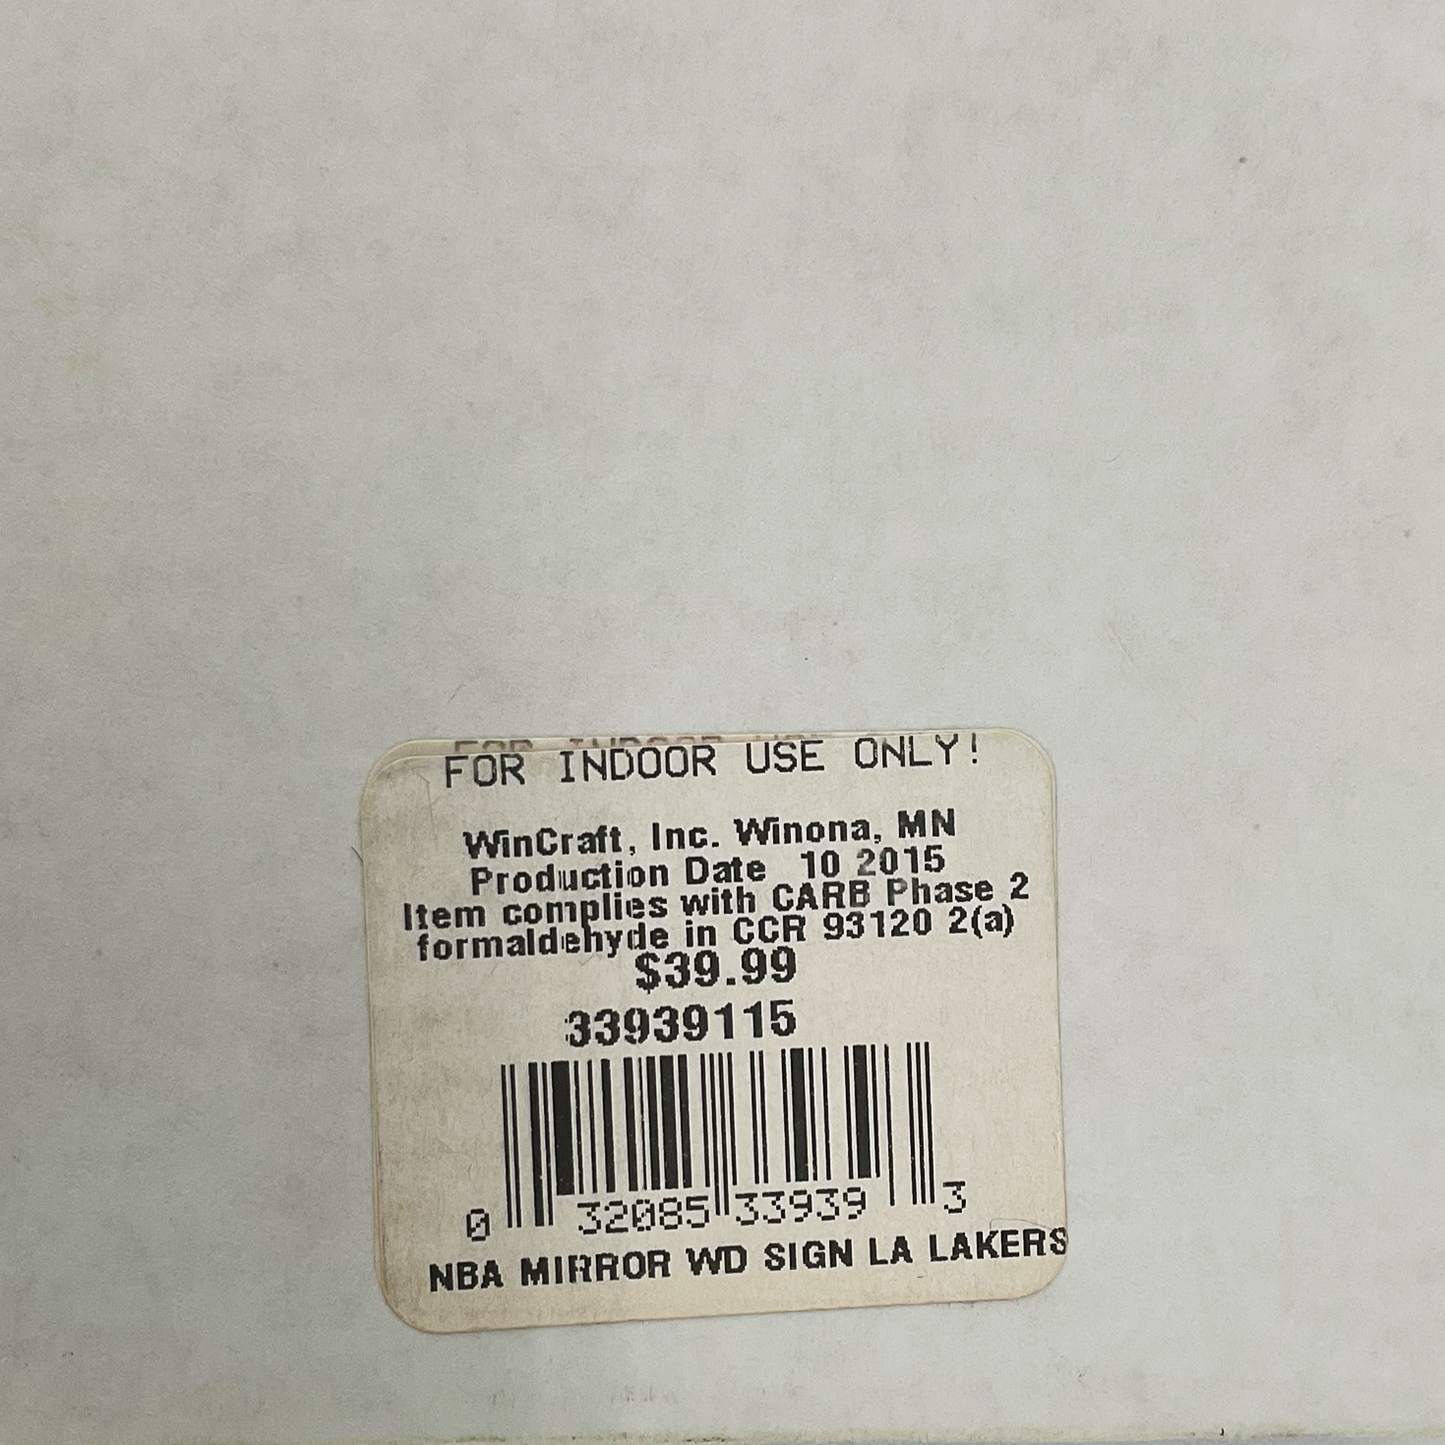 FOR INDOOR USE ONLY!
WinCraft, Inc. Winona, MN
Production Date 10 2015
Item complies with CARB Phase 2
formaldehyde in CCR 93120 2(a)
$39.99
33939115
0 32085 33939 3
NBA MIRROR WD SIGN LA LAKERS